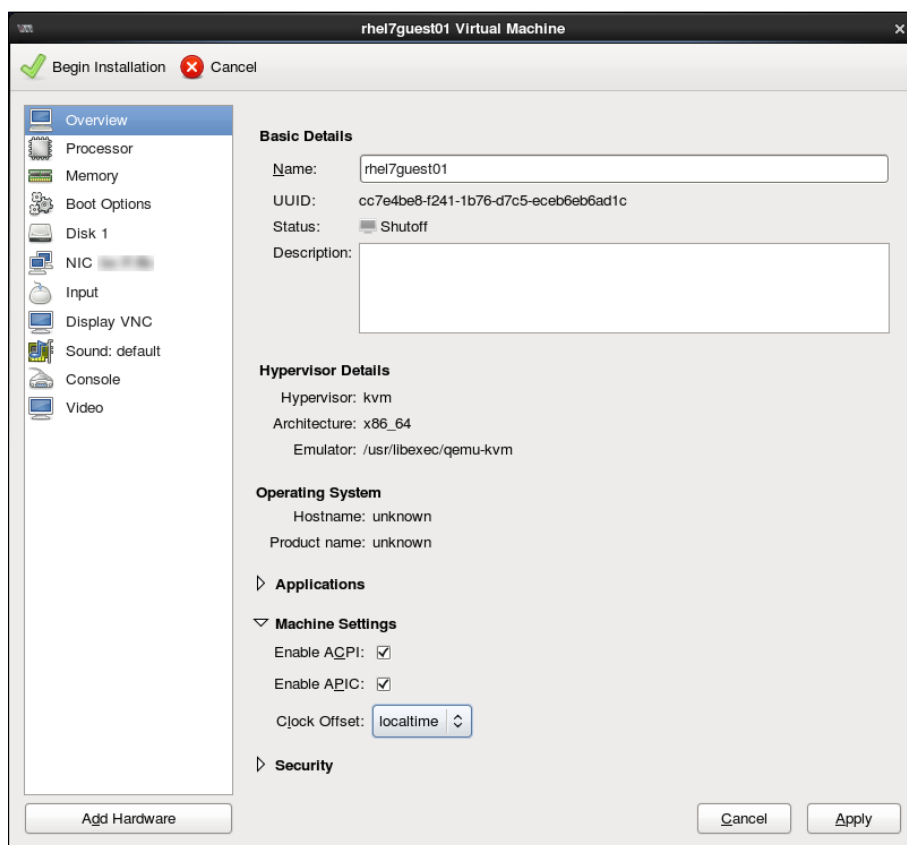 rhel7guest01 Virtual Machine
Begin Installation Cancel
Overview
Processor
Memory
Boot Options
Disk 1
NIC
Input
Display VNC
Sound: default
Console
Video
Add Hardware
Basic Details
Name: rhel7guest01
UUID: cc7e4be8-f241-1b76-d7c5-eceb6eb6ad1c
Status: Shutoff
Description:
Hypervisor Details
Hypervisor: kvm
Architecture: x86_64
Emulator: /usr/libexec/qemu-kvm
Operating System
Hostname: unknown
Product name: unknown
Applications
Machine Settings
Enable ACPI:
Enable APIC:
Clock Offset: localtime
Security
Cancel Apply